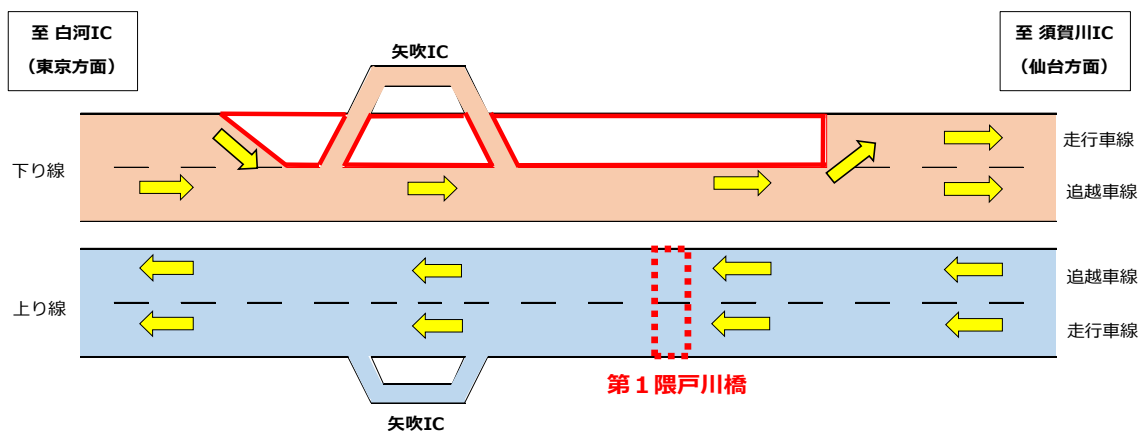 至 白河IC
（東京方面）
至 須賀川IC
（仙台方面）
矢吹IC
走行車線
下り線
追越車線
追越車線
上り線
走行車線
第１隈戸川橋
矢吹IC